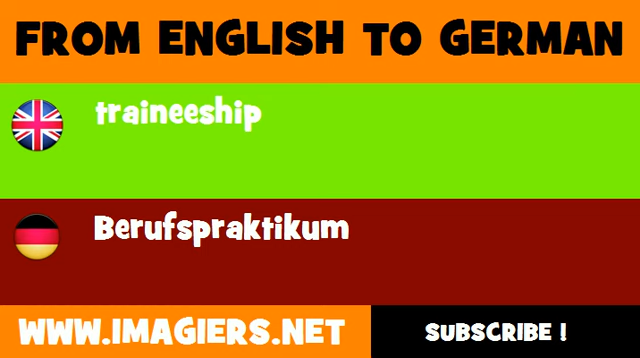 FROM ENGLISH TO GERMAN
traineeship
Berufspraktikum
WWW.IMAGIERS.NET
SUBSCRIBE !